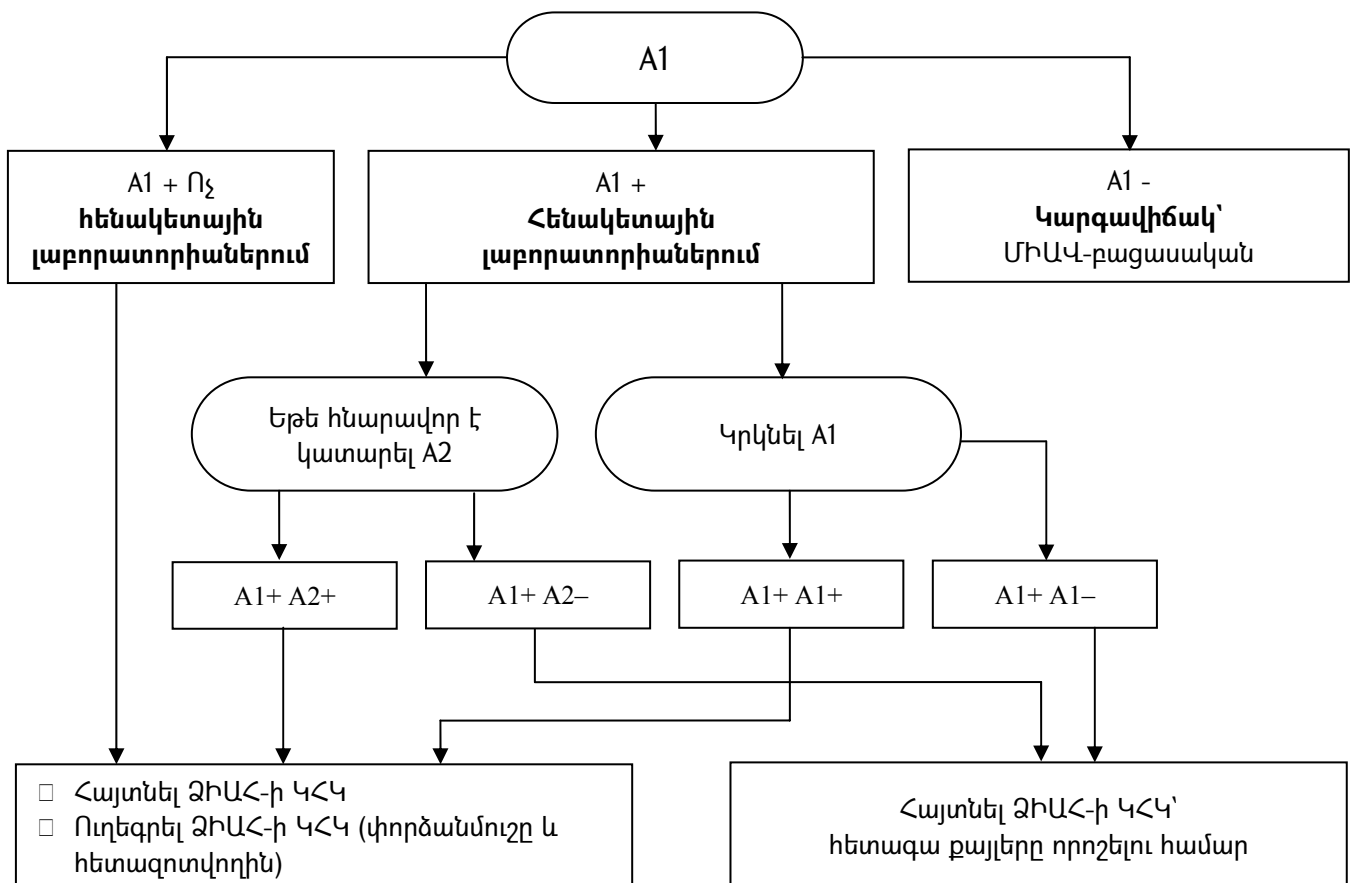 A1
A1 + Ոչ
հենակետային
լաբորատորիաներում
A1 +
Հենակետային
լաբորատորիաներում
A1 -
Կարգավիճակ՝
ՄԻԱՎ-բացասական
Եթե հնարավոր է
կատարել A2
Կրկնել A1
A1+ A2+
A1+ A2–
A1+ A1+
A1+ A1–
□ Հայտնել ՁԻԱՀ-ի ԿՀԿ
□ Ուղեգրել ՁԻԱՀ-ի ԿՀԿ (փորձանմուշը և
հետազոտվողին)
Հայտնել ՁԻԱՀ-ի ԿՀԿ՝
հետագա քայլերը որոշելու համար